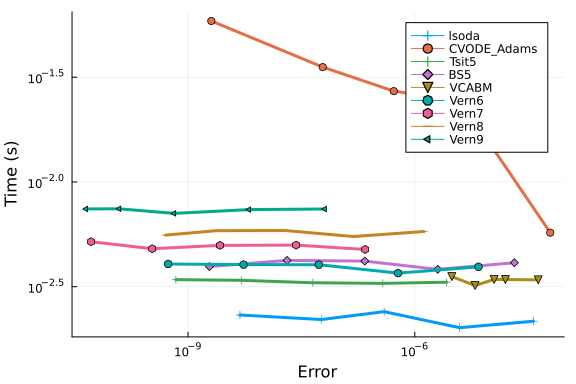 Time (s)
10^-1.5
10^-2.0
10^-2.5
lsoda
CVODE_Adams
Tsit5
BS5
VCABM
Vern6
Vern7
Vern8
Vern9
10^-9
10^-6
Error